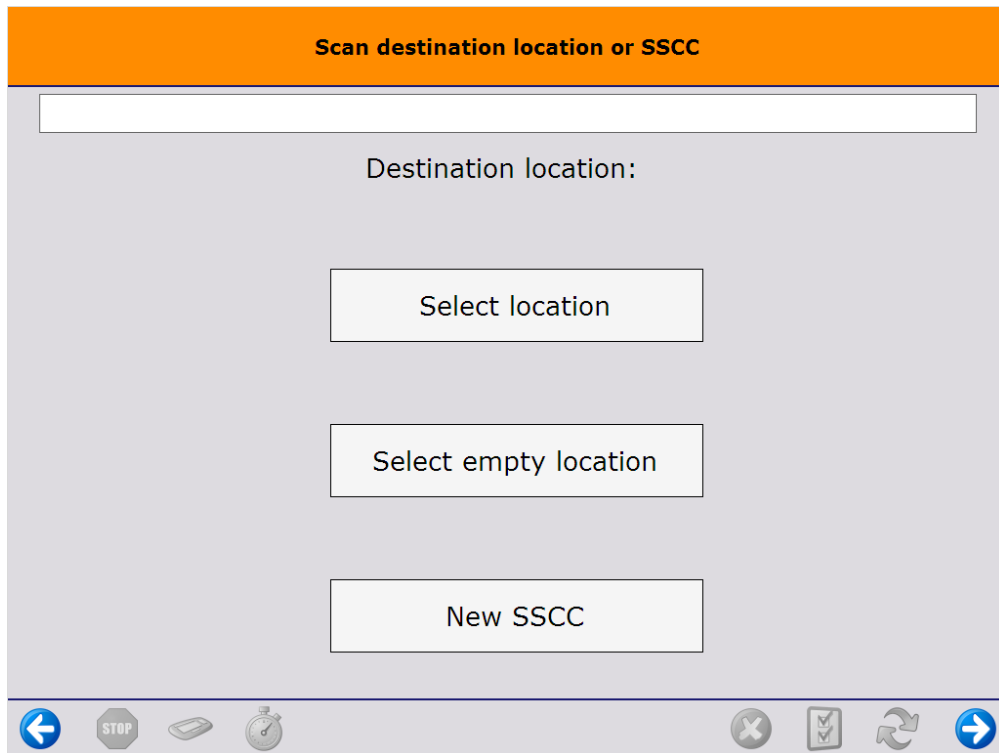 Scan destination location or SSCC
Destination location:
Select location
Select empty location
New SSCC
STOP